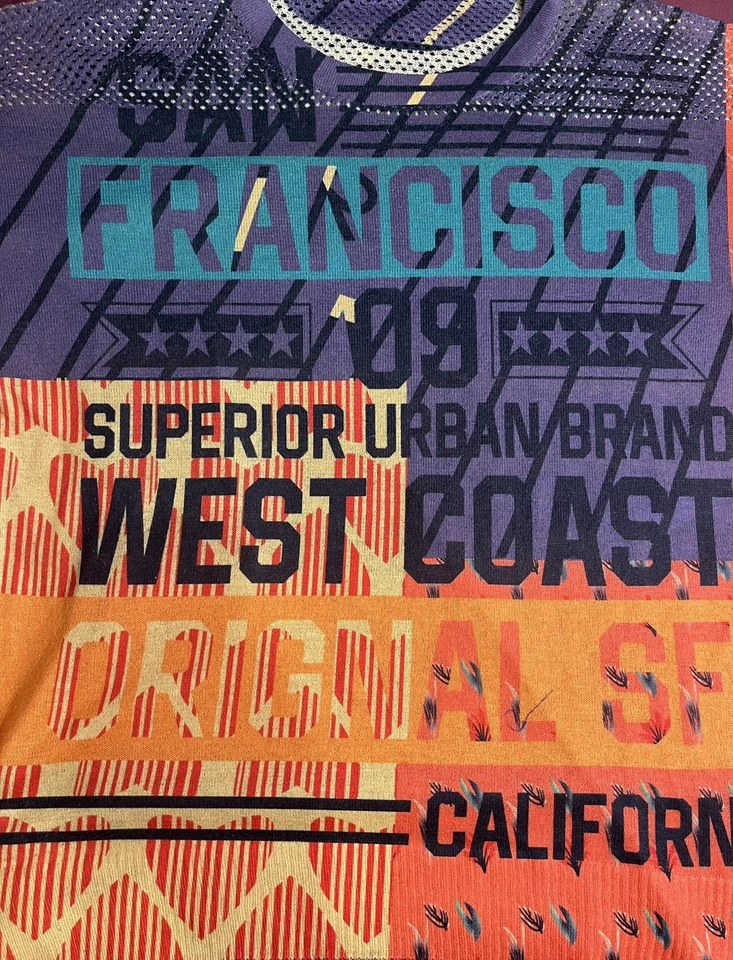 SAN
FRANCISCO
'09
SUPERIOR URBAN BRAND
WEST COAST
ORIGNAL SF
CALIFORN